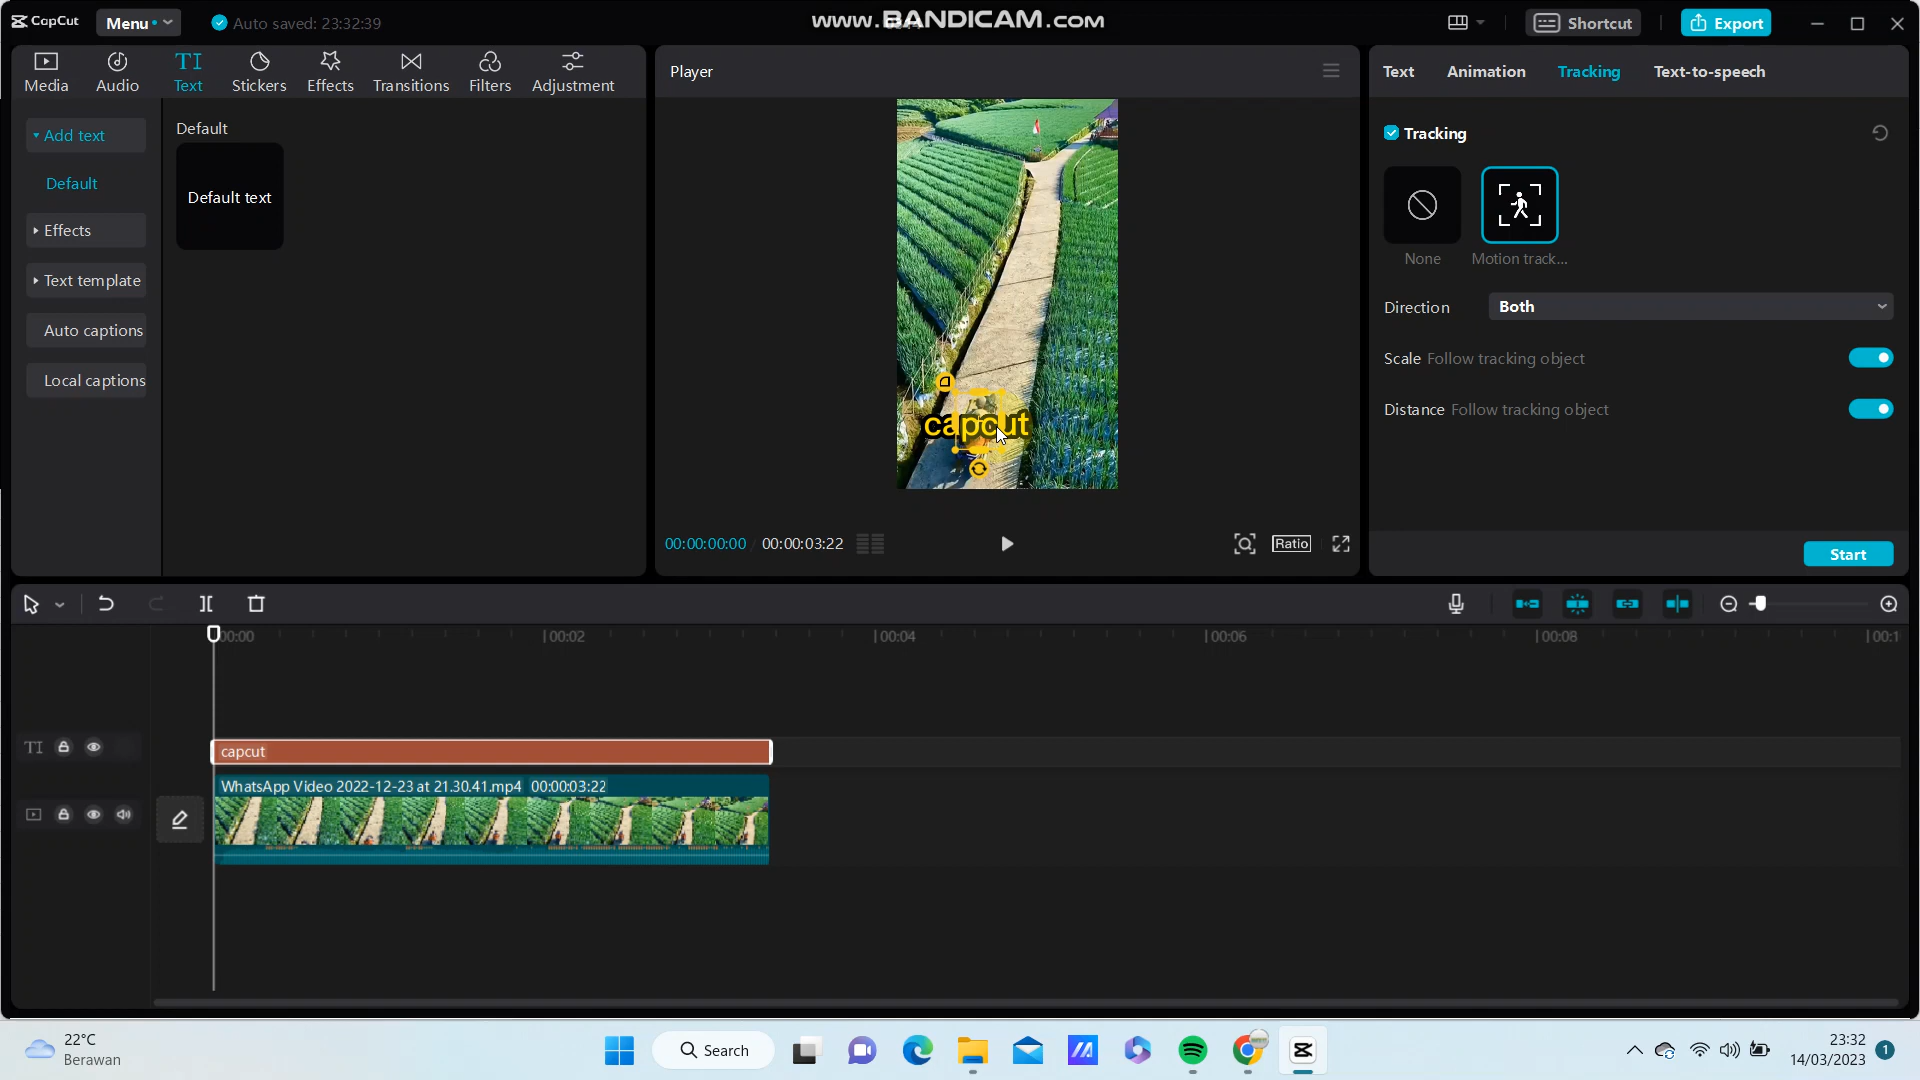 CapCut
Menu
Auto saved: 23:32:39
www.BANDICAM.com
Shortcut
Export
Media
Audio
TI
Text
Stickers
Effects
Transitions
Filters
Adjustment
Player
Text
Animation
Tracking
Text-to-speech
Add text
Default
Effects
Text template
Auto captions
Local captions
Default
Default text
capcut
00:00:00:00
00:00:03:22
Ratio
Tracking
None
Motion track...
Direction
Both
Scale Follow tracking object
Distance Follow tracking object
Start
00:00
00:02
00:04
00:06
00:08
00:1
TI
capcut
WhatsApp Video 2022-12-23 at 21.30.41.mp4 00:00:03:22
22°C
Berawan
Search
23:32
14/03/2023
1